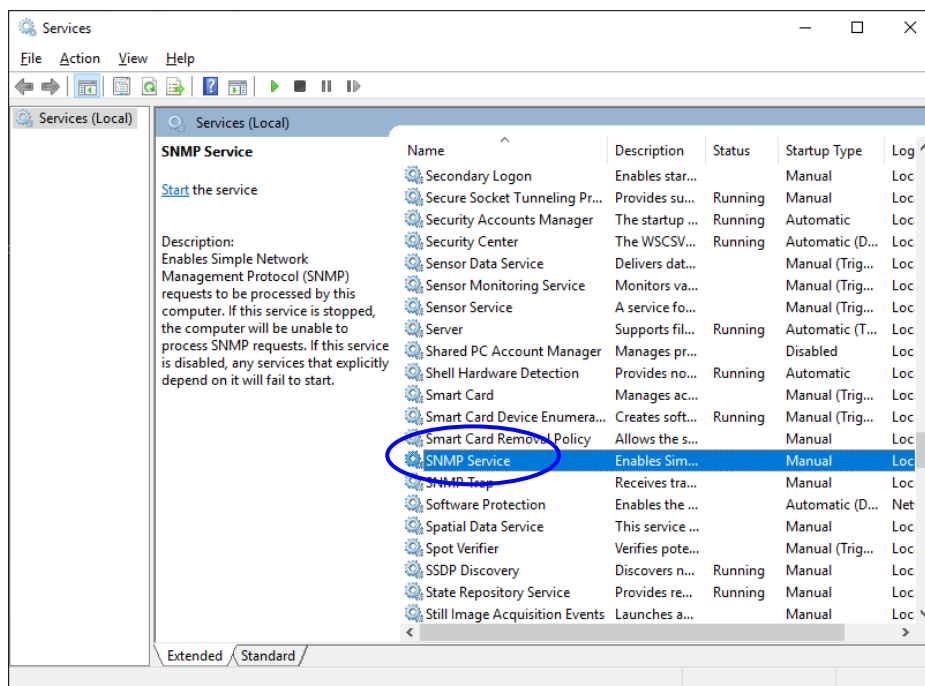 Services
File Action View Help
Services (Local)
Services (Local)
SNMP Service
Start the service
Description:
Enables Simple Network
Management Protocol (SNMP)
requests to be processed by this
computer. If this service is stopped,
the computer will be unable to
process SNMP requests. If this service
is disabled, any services that explicitly
depend on it will fail to start.
Name Description Status Startup Type Log
Secondary Logon Enables star... Manual Loc
Secure Socket Tunneling Pr... Provides su... Running Manual Loc
Security Accounts Manager The startup ... Running Automatic Loc
Security Center The WSCSV... Running Automatic (D... Loc
Sensor Data Service Delivers dat... Manual (Trig... Loc
Sensor Monitoring Service Monitors va... Manual (Trig... Loc
Sensor Service A service fo... Manual (Trig... Loc
Server Supports fil... Running Automatic (T... Loc
Shared PC Account Manager Manages pr... Disabled Loc
Shell Hardware Detection Provides no... Running Automatic Loc
Smart Card Manages ac... Manual (Trig... Loc
Smart Card Device Enumera... Creates soft... Running Manual (Trig... Loc
Smart Card Removal Policy Allows the s... Manual Loc
SNMP Service Enables Sim... Manual Loc
SNMP Trap Receives tra... Manual Loc
Software Protection Enables the ... Automatic (D... Net
Spatial Data Service This service ... Manual Loc
Spot Verifier Verifies pote... Manual (Trig... Loc
SSDP Discovery Discovers n... Running Manual Loc
State Repository Service Provides re... Running Manual Loc
Still Image Acquisition Events Launches a... Manual Loc
Extended Standard